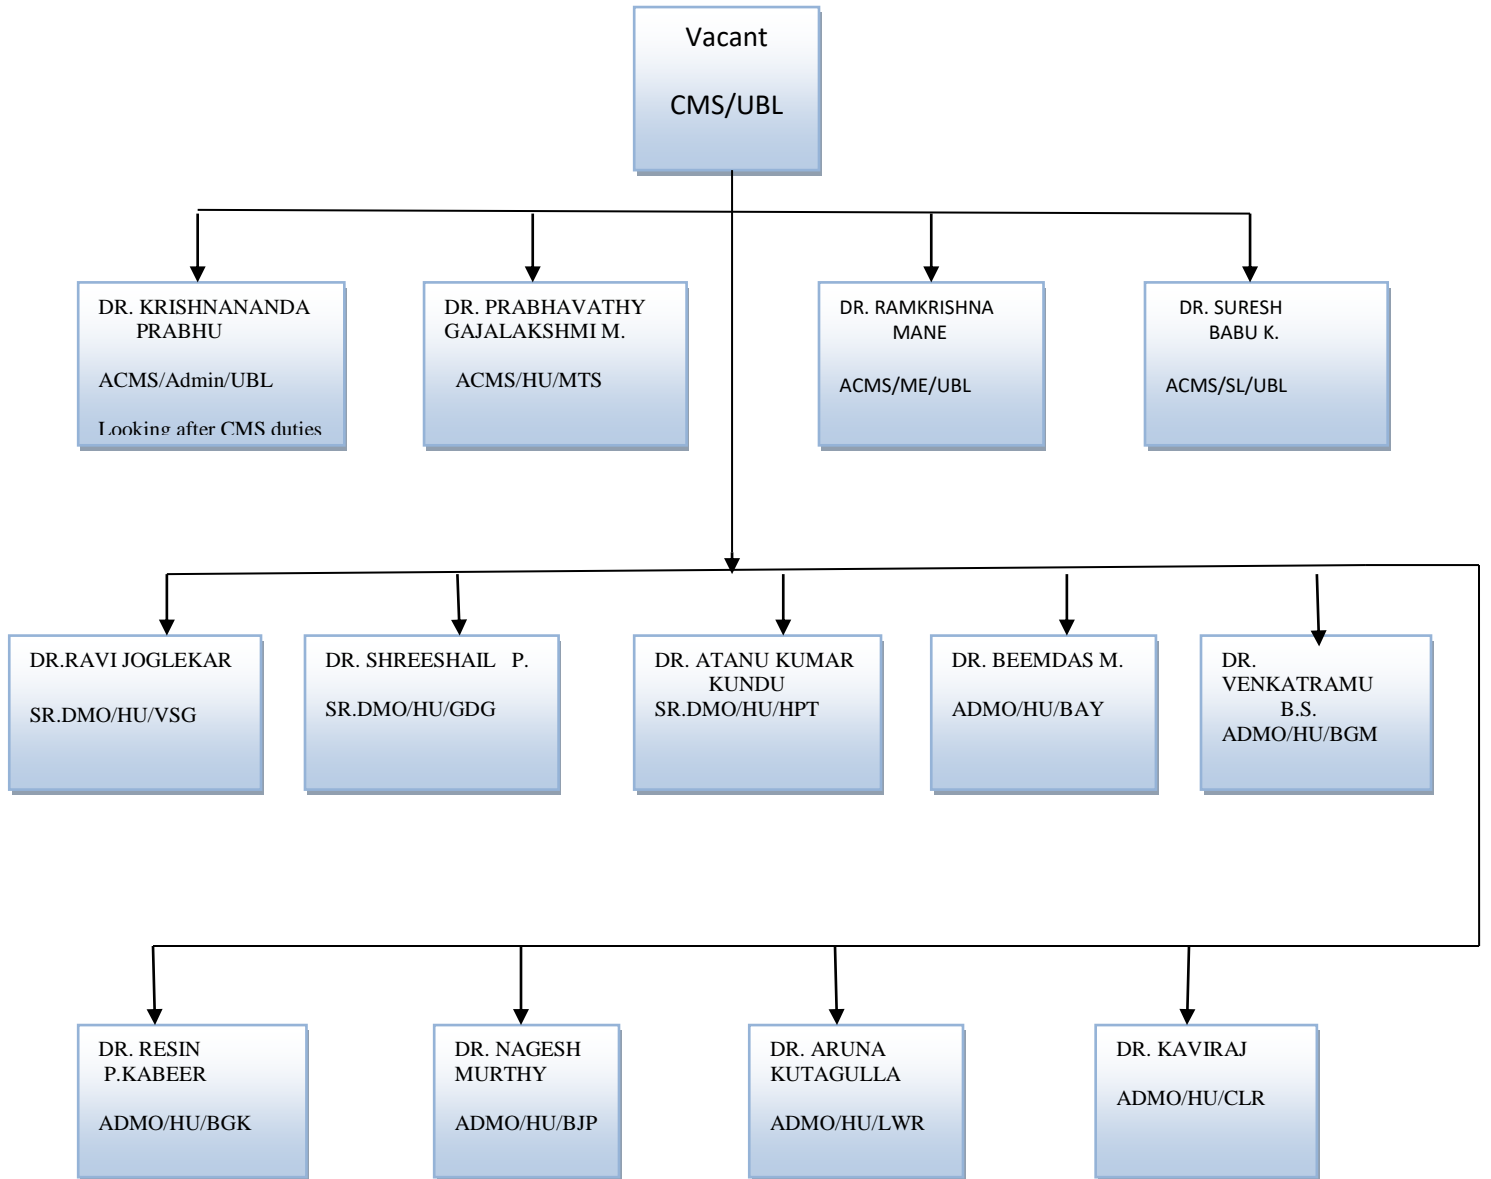 Vacant
CMS/UBL
DR. KRISHNANANDA
PRABHU
ACMS/Admin/UBL
Looking after CMS duties
DR. PRABHAVATHY
GAJALAKSHMI M.
ACMS/HU/MTS
DR. RAMKRISHNA
MANE
ACMS/ME/UBL
DR. SURESH
BABU K.
ACMS/SL/UBL
DR.RAVI JOGLEKAR
SR.DMO/HU/VSG
DR. SHREESHAIL P.
SR.DMO/HU/GDG
DR. ATANU KUMAR
KUNDU
SR.DMO/HU/HPT
DR. BEEMDAS M.
ADMO/HU/BAY
DR.
VENKATRAMU
B.S.
ADMO/HU/BGM
DR. RESIN
P.KABEER
ADMO/HU/BGK
DR. NAGESH
MURTHY
ADMO/HU/BJP
DR. ARUNA
KUTAGULLA
ADMO/HU/LWR
DR. KAVIRAJ
ADMO/HU/CLR